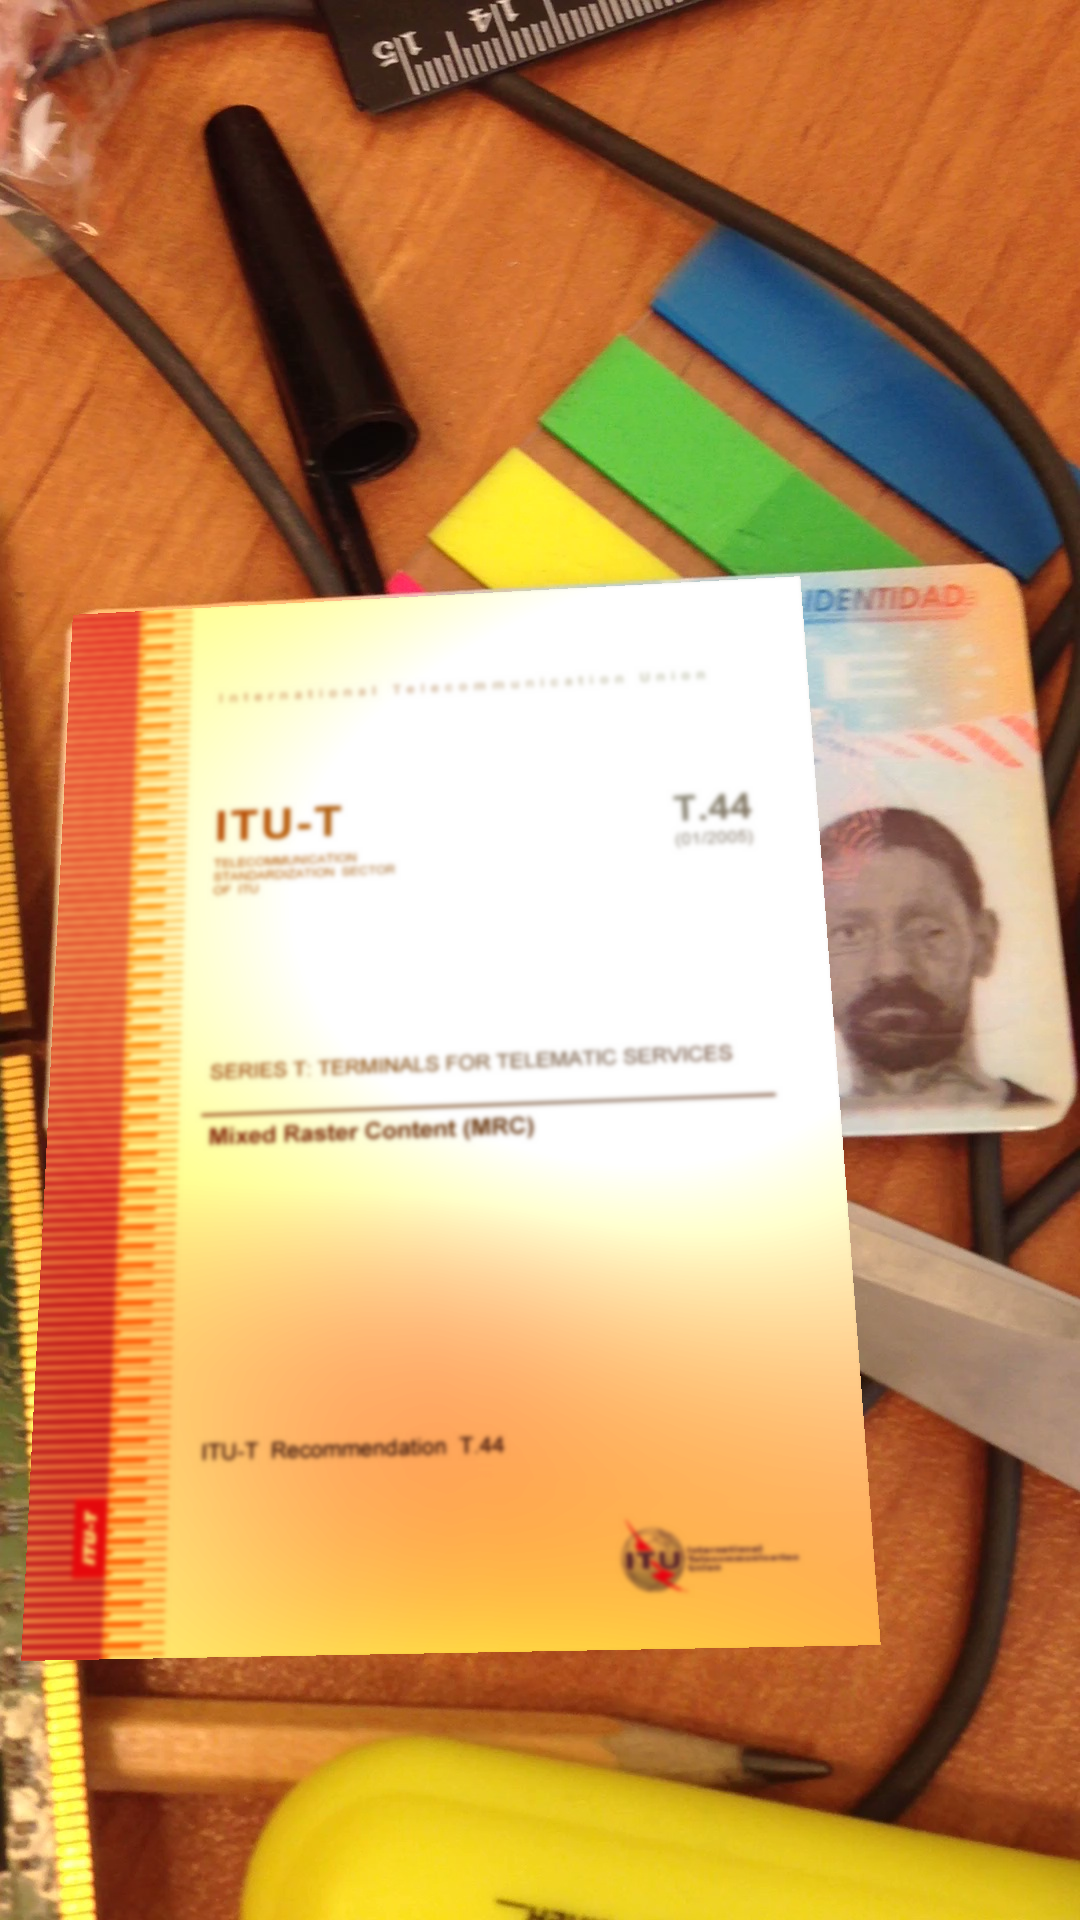 15 14
IDENTIDAD
E
International Telecommunication Union
ITU-T
T.44
TELECOMMUNICATION
(01/2005)
STANDARDIZATION SECTOR
OF ITU
SERIES T: TERMINALS FOR TELEMATIC SERVICES
Mixed Raster Content (MRC)
ITU-T Recommendation T.44
ITU-T
ITU
International
Telecommunication
Union